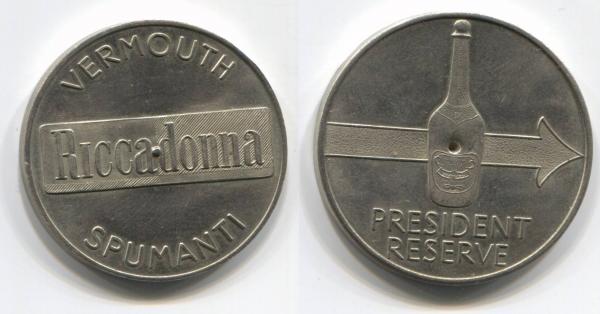 VERMOUTH
Riccadonna
SPUMANTI
PRESIDENT
RESERVE